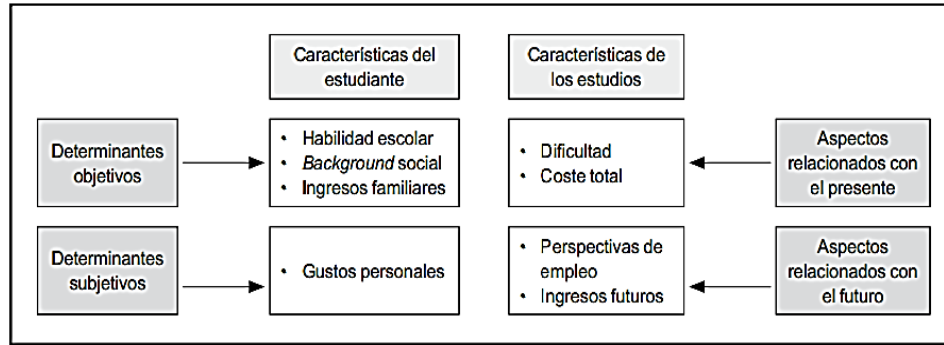 Características del
estudiante
Características de
los estudios
Determinantes
objetivos
• Habilidad escolar
• Background social
• Ingresos familiares
• Dificultad
• Coste total
Aspectos
relacionados con
el presente
Determinantes
subjetivos
• Gustos personales
• Perspectivas de
empleo
• Ingresos futuros
Aspectos
relacionados con
el futuro